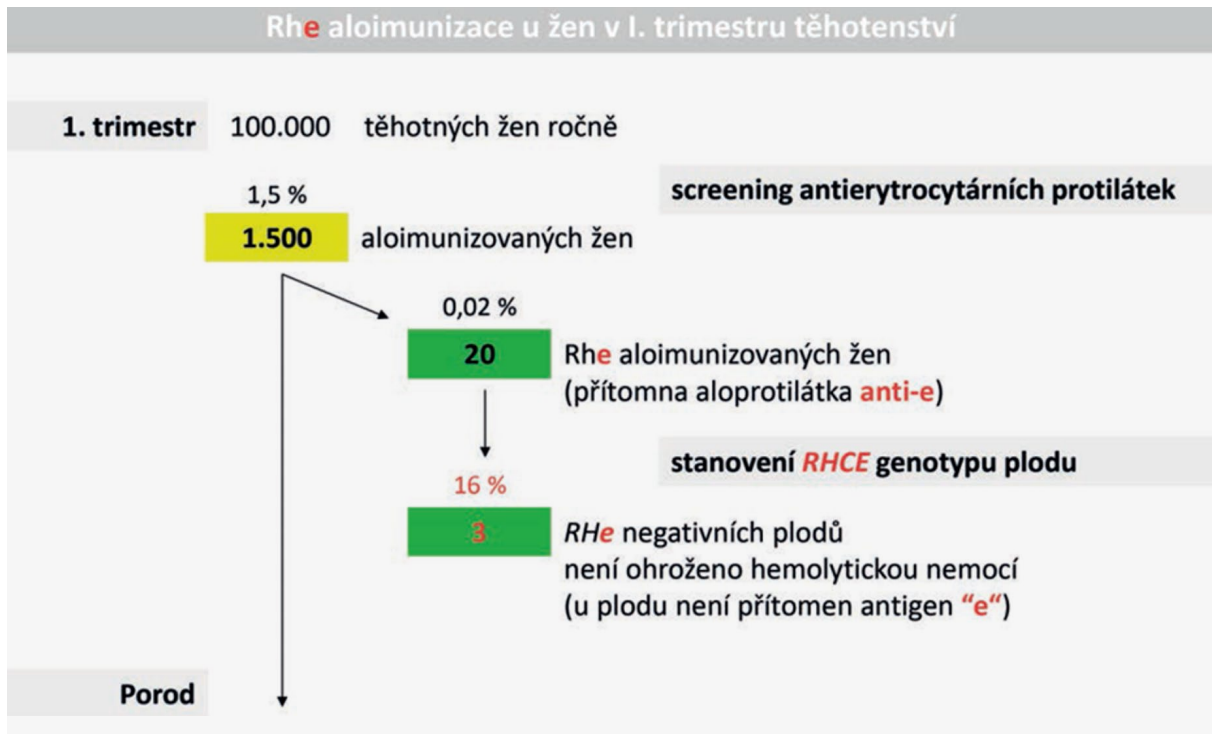 Rhe aloimunizace u žen v I. trimestru těhotenství
1. trimestr 100.000 těhotných žen ročně
screening antierytrocytárních protilátek
1,5 %
1.500 aloimunizovaných žen
0,02 %
20 Rhe aloimunizovaných žen
(přítomna aloprotilátka anti-e)
stanovení RHCE genotypu plodu
16 %
3 RHe negativních plodů
není ohroženo hemolytickou nemocí
(u plodu není přítomen antigen “e“)
Porod